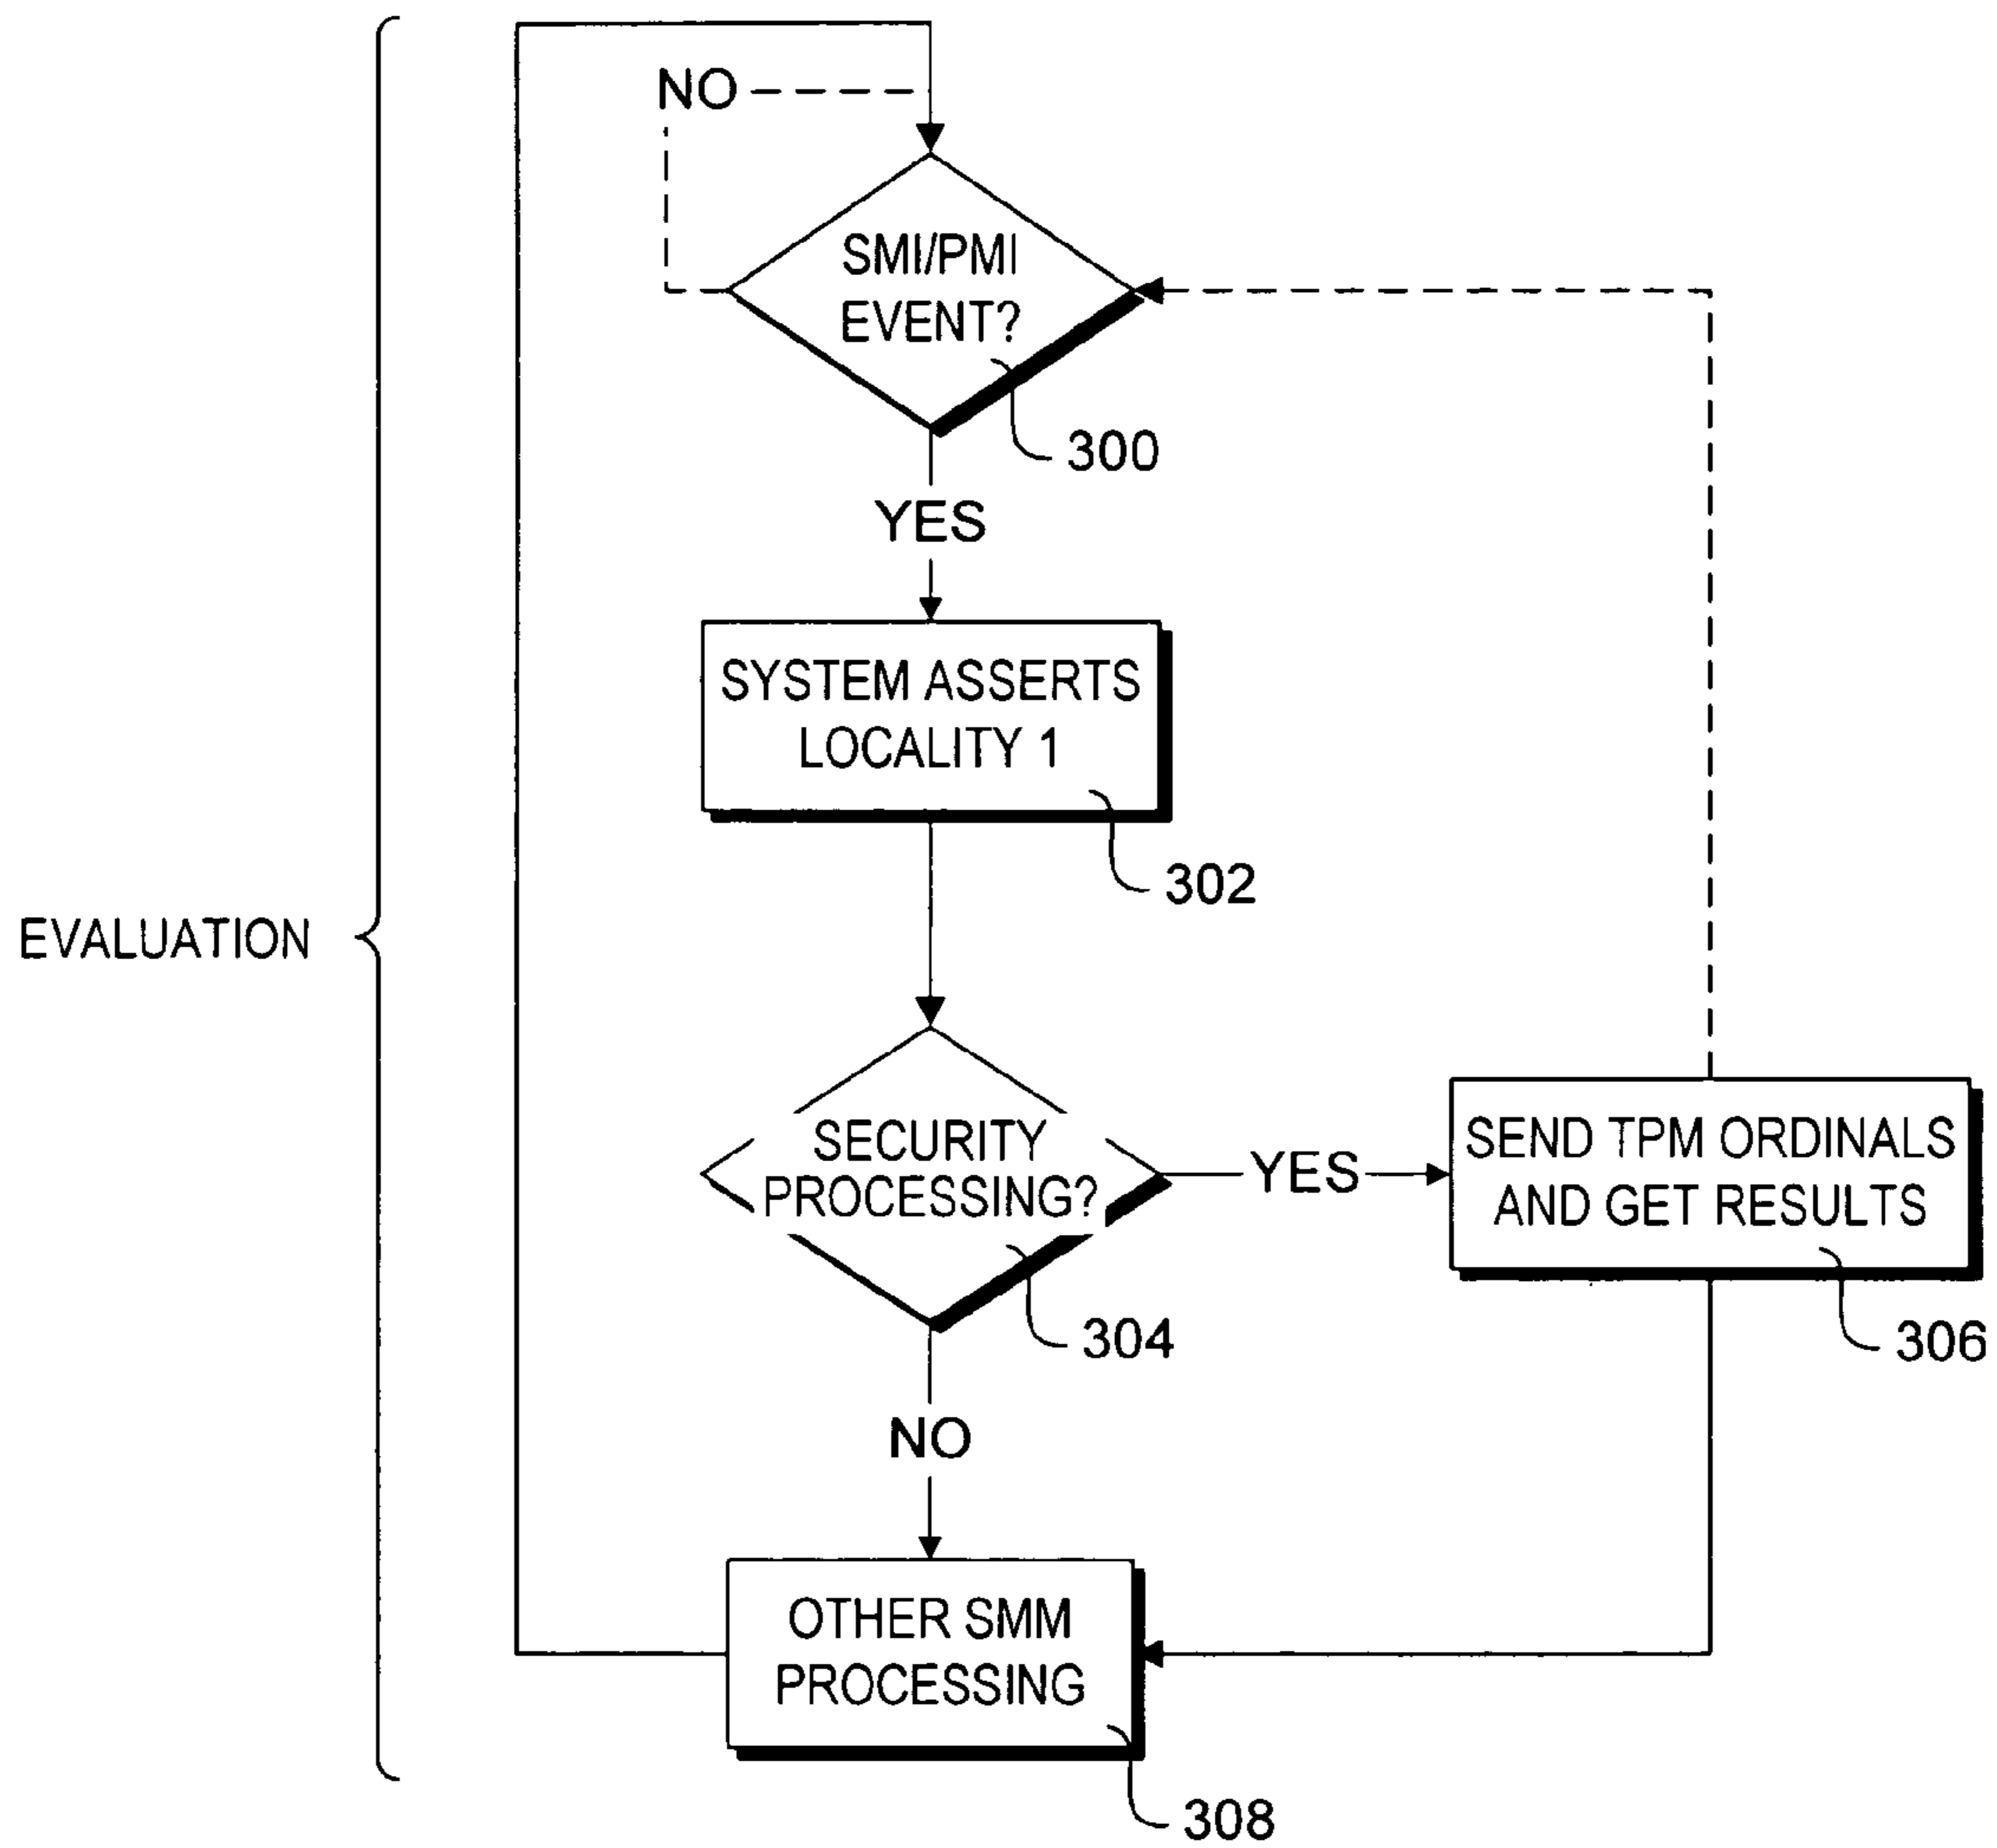 NO
SMI/PMI
EVENT?
300
YES
SYSTEM ASSERTS
LOCALITY 1
302
EVALUATION
SECURITY
PROCESSING?
YES
SEND TPM ORDINALS
AND GET RESULTS
304
306
NO
OTHER SMM
PROCESSING
308